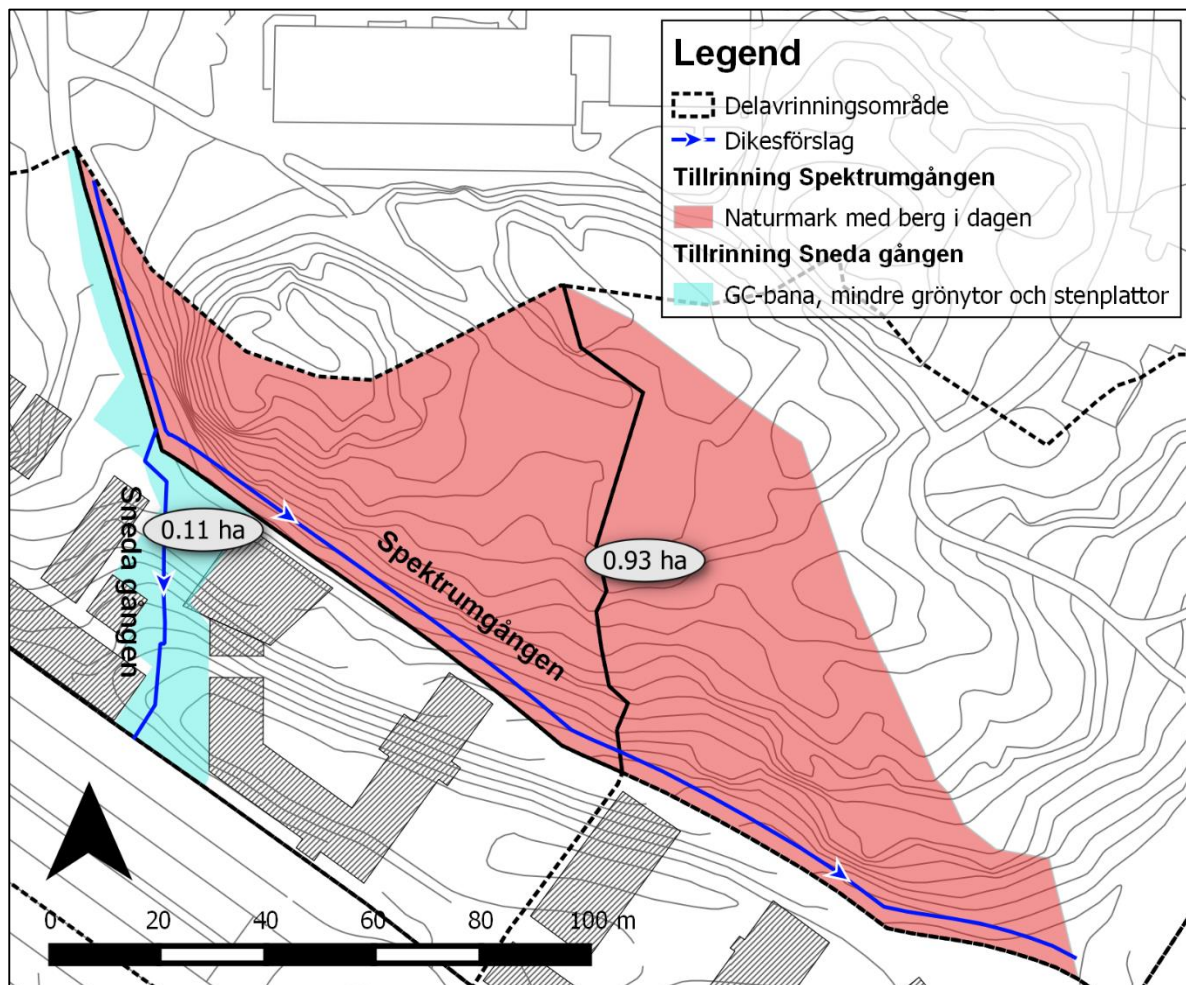 Legend
Delavrinningsområde
Dikesförslag
Tillrinning Spektrumgången
Naturmark med berg i dagen
Tillrinning Sneda gången
GC-bana, mindre grönytor och stenplattor
0.11 ha
Sneda gången
Spektrumgången
0.93 ha
0 20 40 60 80 100 m